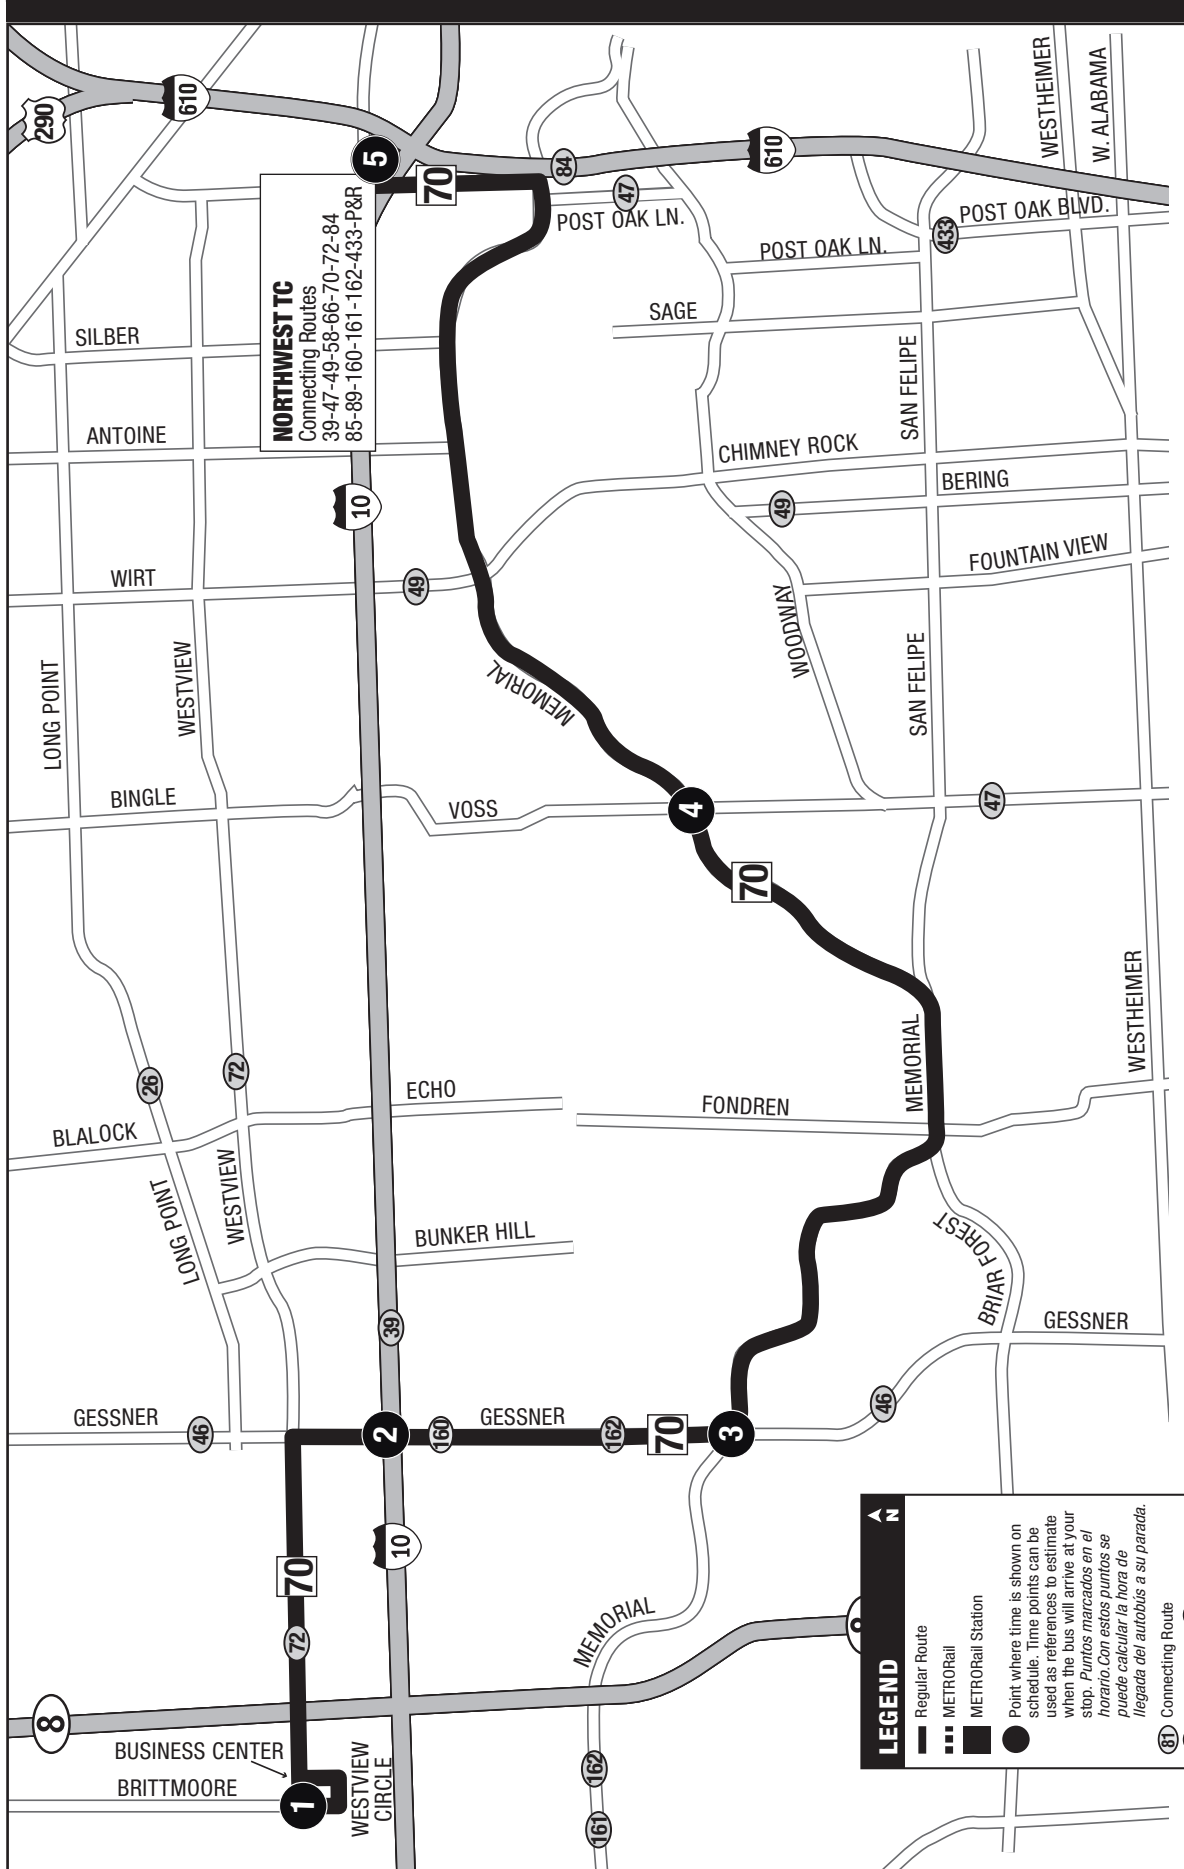 290
610
5
70
84
47
610
WESTHEIMER
W. ALABAMA
POST OAK LN.
POST OAK LN.
433
POST OAK BLVD.
NORTHWEST TC
Connecting Routes
39-47-49-58-66-70-72-84
85-89-160-161-162-433-P&R
SILBER
SAGE
SAN FELIPE
ANTOINE
CHIMNEY ROCK
BERING
10
49
49
WIRT
FOUNTAIN VIEW
LONG POINT
WESTVIEW
MEMORIAL
WOODWAY
SAN FELIPE
BINGLE
VOSS
4
47
70
26
72
ECHO
FONDREN
MEMORIAL
WESTHEIMER
BLALOCK
LONG POINT
WESTVIEW
BUNKER HILL
BRIAR FOREST
39
GESSNER
GESSNER
46
2
160
GESSNER
162
70
3
46
70
10
72
MEMORIAL
8
BUSINESS CENTER
BRITTMOORE
1
WESTVIEW
CIRCLE
162
161
LEGEND
N
Regular Route
METRORail
METRORail Station
Point where time is shown on
schedule. Time points can be
used as references to estimate
when the bus will arrive at your
stop. Puntos marcados en el
horario.Con estos puntos se
puede calcular la hora de
llegada del autobús a su parada.
81 Connecting Route